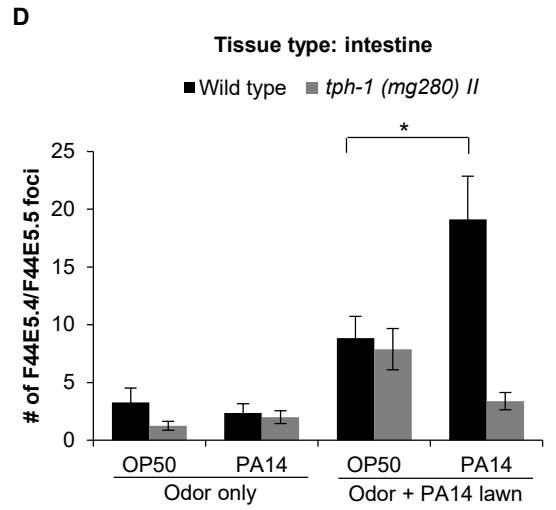 D
Tissue type: intestine
Wild type tph-1 (mg280) II
*
# of F44E5.4/F44E5.5 foci
25
20
15
10
5
0
OP50 PA14 OP50 PA14
Odor only Odor + PA14 lawn